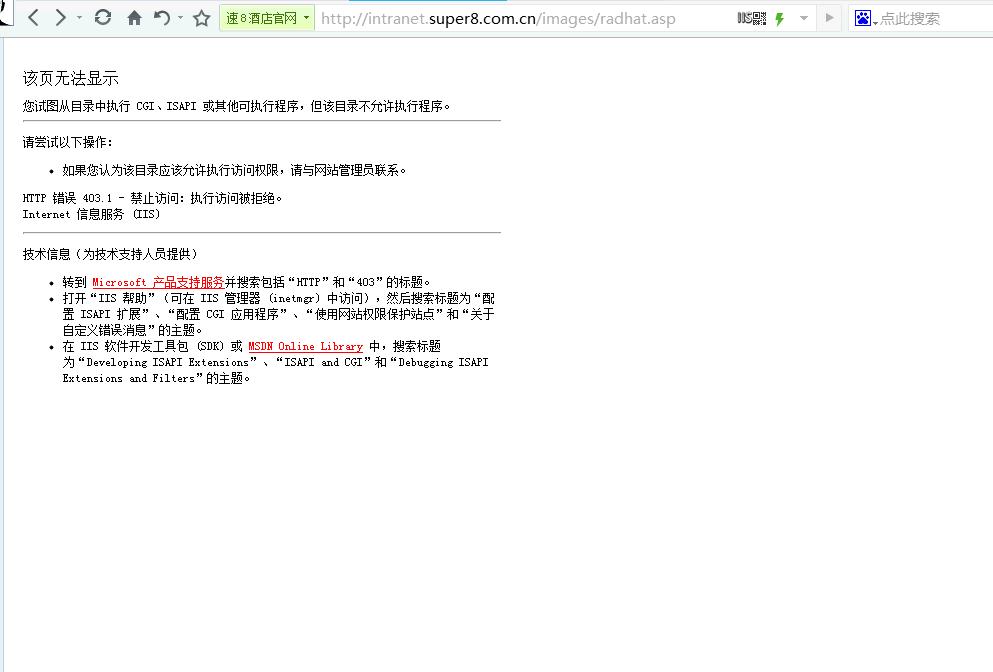 速8酒店官网
http://intranet.super8.com.cn/images/radhat.asp
点此搜索
该页无法显示
您试图从目录中执行 CGI、ISAPI 或其他可执行程序，但该目录不允许执行程序。
请尝试以下操作：
如果您认为该目录应该允许执行访问权限，请与网站管理员联系。
HTTP 错误 403.1 - 禁止访问：执行访问被拒绝。
Internet 信息服务 (IIS)
技术信息（为技术支持人员提供）
转到 Microsoft 产品支持服务并搜索包括“HTTP”和“403”的标题。
打开“IIS 帮助”（可在 IIS 管理器 (inetmgr) 中访问），然后搜索标题为“配
置 ISAPI 扩展”、“配置 CGI 应用程序”、“使用网站权限保护站点”和“关于
自定义错误消息”的主题。
在 IIS 软件开发工具包 (SDK) 或 MSDN Online Library 中，搜索标题
为“Developing ISAPI Extensions”、“ISAPI and CGI”和“Debugging ISAPI
Extensions and Filters”的主题。